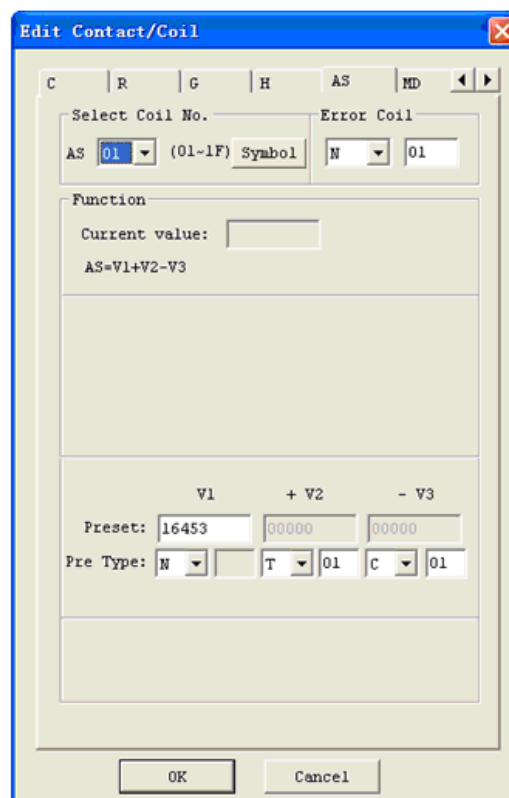 Edit Contact/Coil
C R G H AS MD
Select Coil No. Error Coil
AS 01 (01~1F) Symbol N 01
Function
Current value:
AS=V1+V2-V3
V1 + V2 - V3
Preset: 16453 00000 00000
Pre Type: N T 01 C 01
OK Cancel